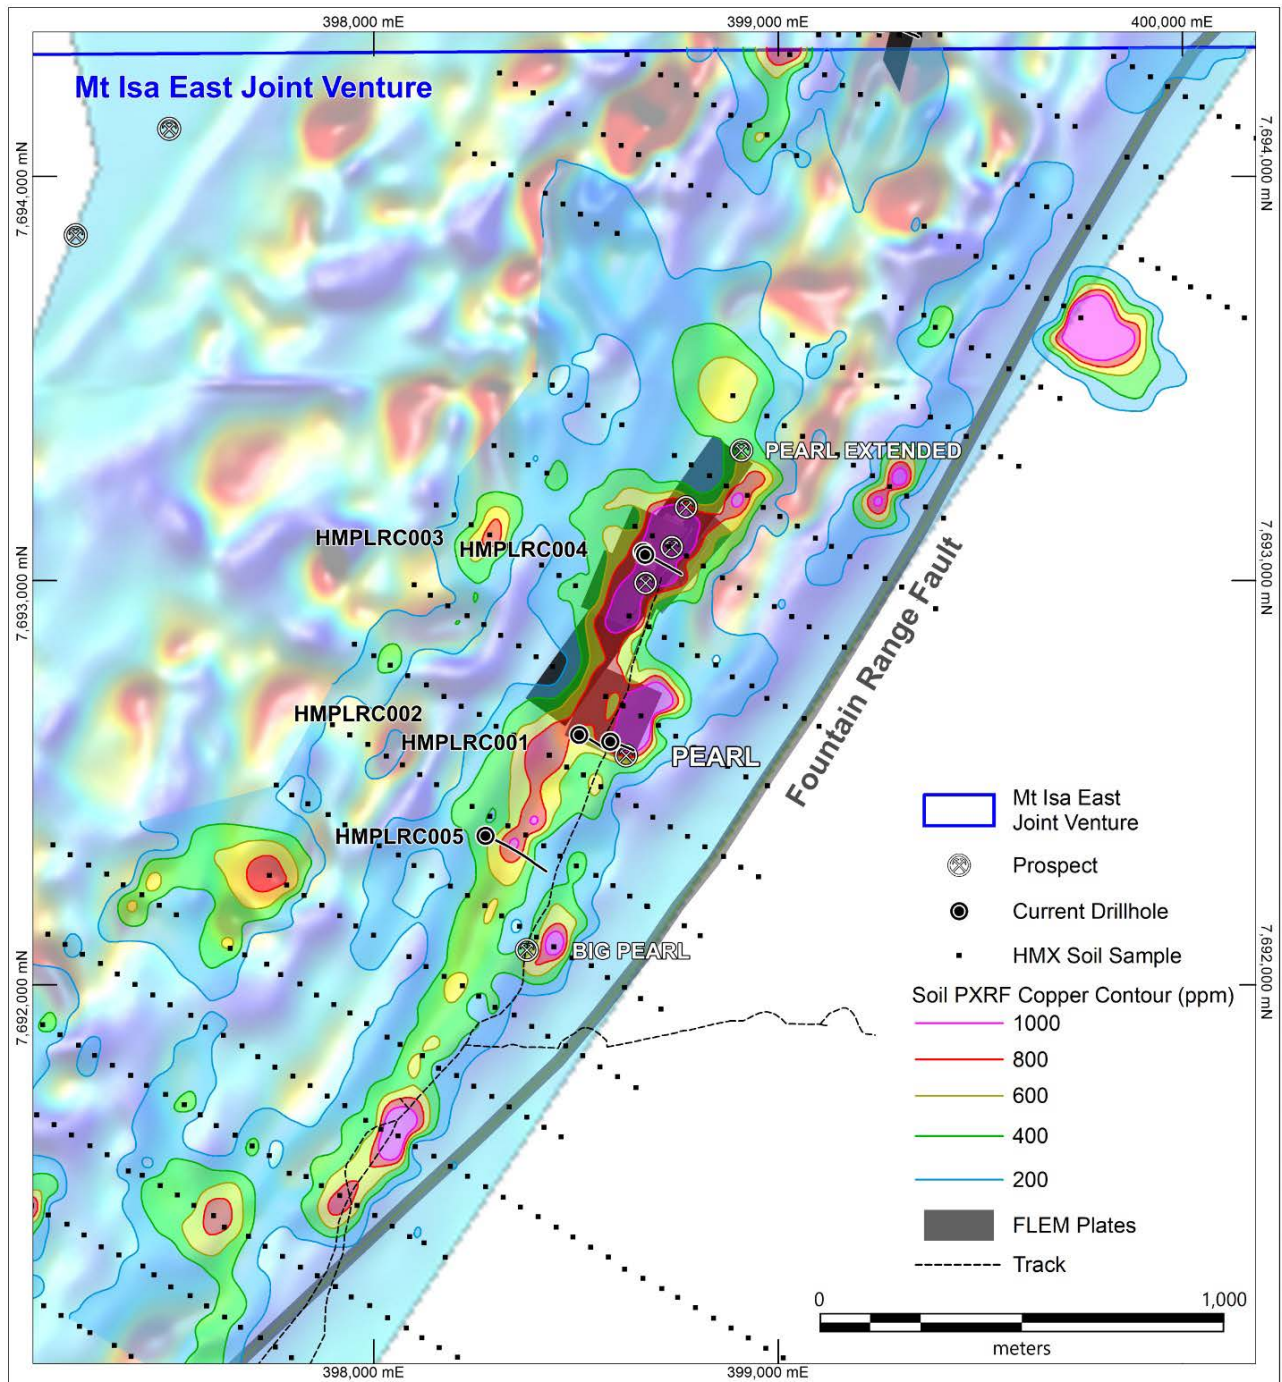 398,000 mE
399,000 mE
400,000 mE
Mt Isa East Joint Venture
7,694,000 mN
7,694,000 mN
PEARL EXTENDED
HMPLRC003
HMPLRC004
7,693,000 mN
7,693,000 mN
Fountain Range Fault
HMPLRC002
HMPLRC001
PEARL
HMPLRC005
BIG PEARL
7,692,000 mN
7,692,000 mN
Mt Isa East
Joint Venture
Prospect
Current Drillhole
HMX Soil Sample
Soil PXRF Copper Contour (ppm)
1000
800
600
400
200
FLEM Plates
Track
0
1,000
meters
398,000 mE
399,000 mE